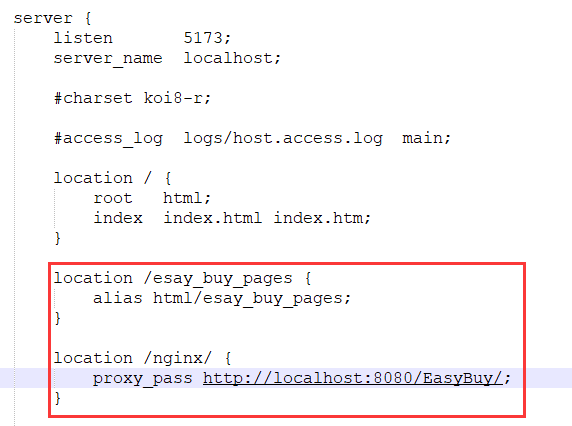 server {
    listen       5173;
    server_name  localhost;
    #charset koi8-r;
    #access_log  logs/host.access.log  main;
    location / {
        root   html;
        index  index.html index.htm;
    }
    location /esay_buy_pages {
        alias html/esay_buy_pages;
    }
    location /nginx/ {
        proxy_pass http://localhost:8080/EasyBuy/;
    }